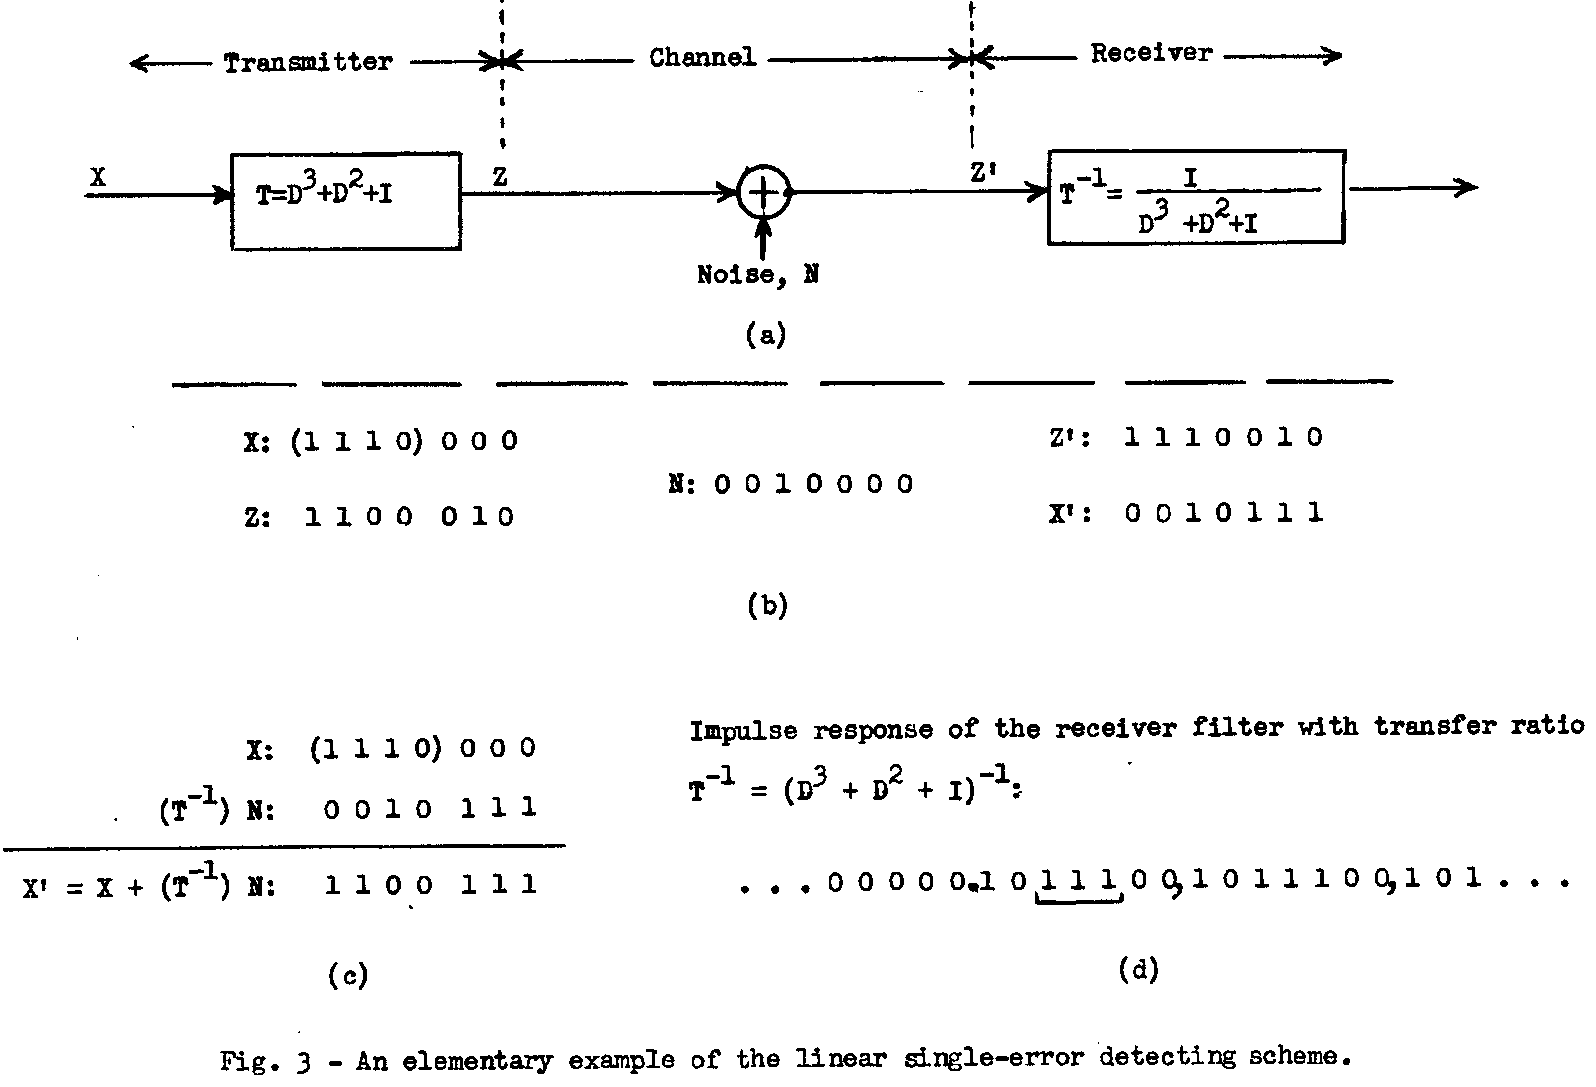 Transmitter Channel Receiver
X T=D³+D²+I Z Z' T⁻¹= I / D³ +D²+I
Noise, N
(a)
X: (1 1 1 0) 0 0 0
Z: 1 1 0 0 0 1 0
N: 0 0 1 0 0 0 0
Z': 1 1 1 0 0 1 0
X': 0 0 1 0 1 1 1
(b)
X: (1 1 1 0) 0 0 0
(T⁻¹) N: 0 0 1 0 1 1 1
X' = X + (T⁻¹) N: 1 1 0 0 1 1 1
(c)
Impulse response of the receiver filter with transfer ratio
T⁻¹ = (D³ + D² + I)⁻¹:
. . . 0 0 0 0 0.1 0 1 1 1 0 0,1 0 1 1 1 0 0,1 0 1 . . .
(d)
Fig. 3 - An elementary example of the linear single-error detecting scheme.